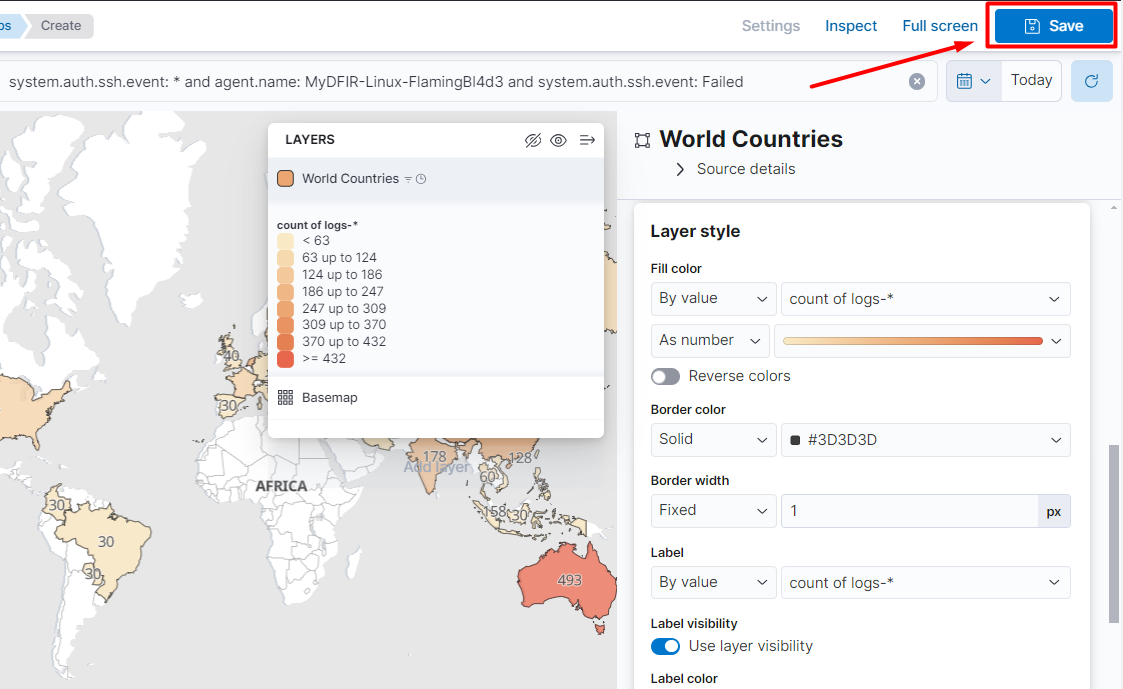 os Create
Settings Inspect Full screen Save
system.auth.ssh.event: * and agent.name: MyDFIR-Linux-FlamingBl4d3 and system.auth.ssh.event: Failed
Today
LAYERS
World Countries
count of logs-*
< 63
63 up to 124
124 up to 186
186 up to 247
247 up to 309
309 up to 370
370 up to 432
>= 432
Basemap
Add layer
40
30
178
128
60
158
30
AFRICA
30
30
30
493
World Countries
Source details
Layer style
Fill color
By value count of logs-*
As number
Reverse colors
Border color
Solid #3D3D3D
Border width
Fixed 1 px
Label
By value count of logs-*
Label visibility
Use layer visibility
Label color